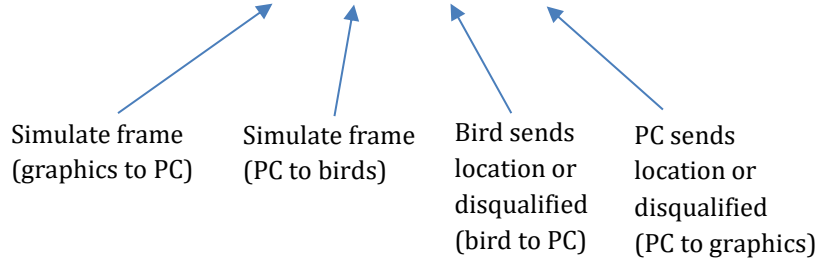 Simulate frame
(graphics to PC)
Simulate frame
(PC to birds)
Bird sends
location or
disqualified
(bird to PC)
PC sends
location or
disqualified
(PC to graphics)